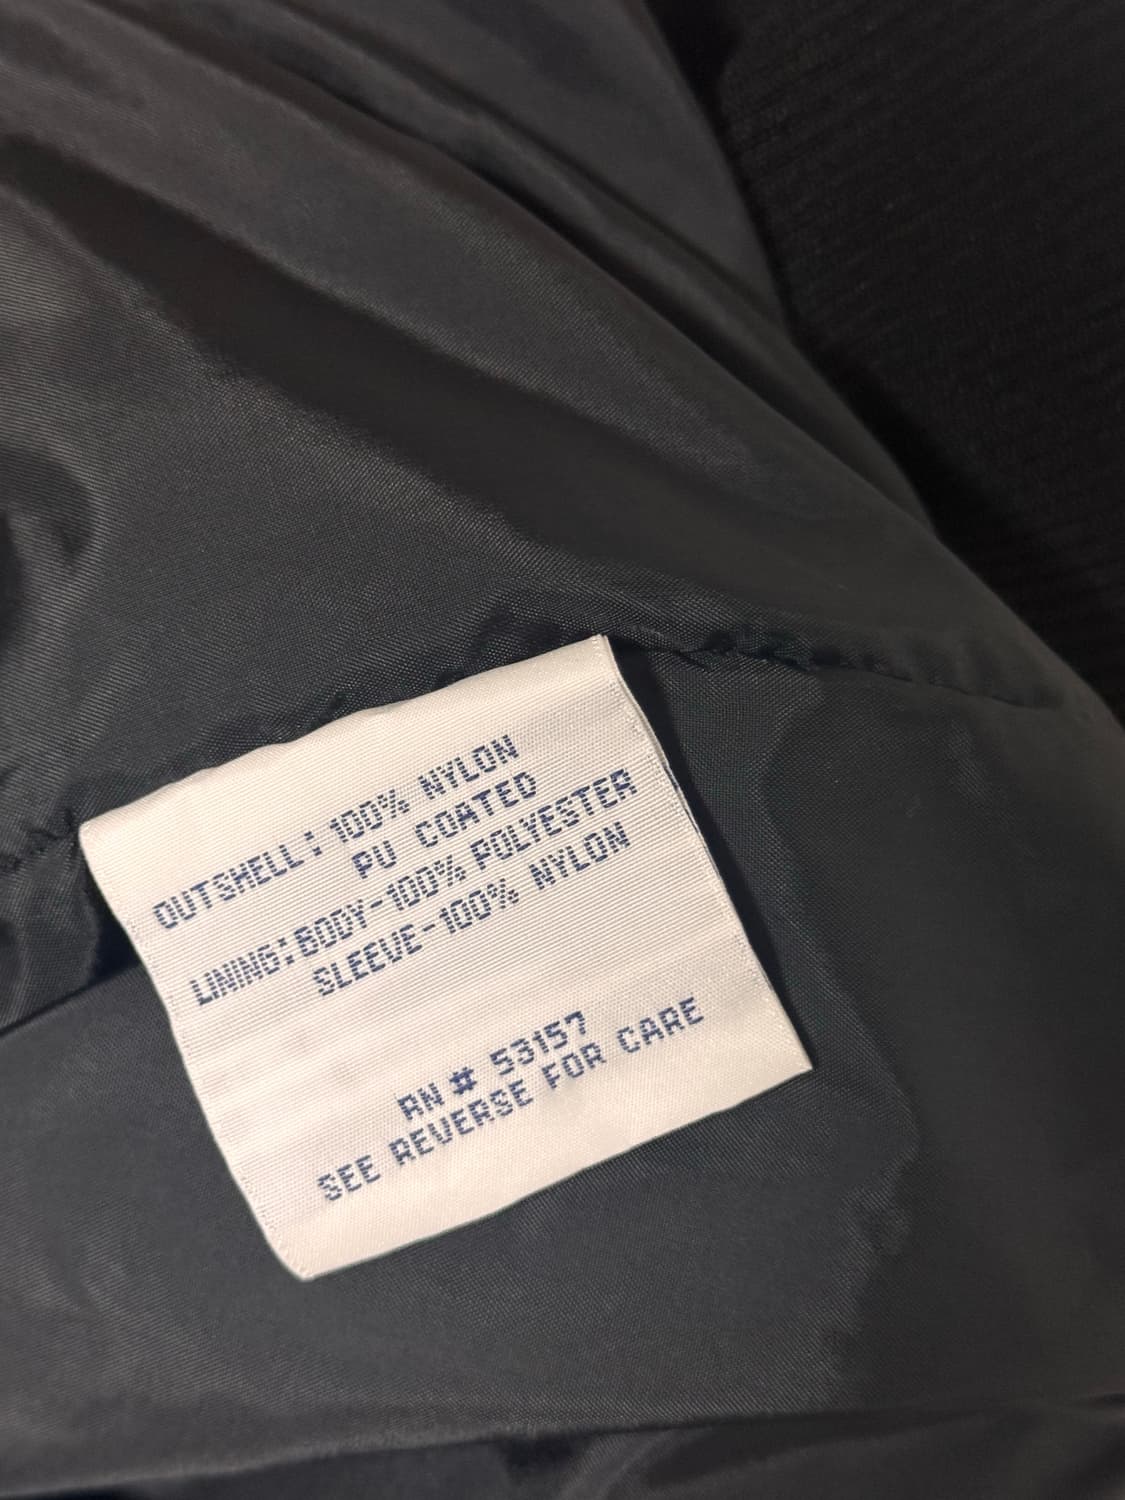 OUTSHELL: 100% NYLON
PU COATED
LINING: BODY-100% POLYESTER
SLEEVE-100% NYLON
RN # 53157
SEE REVERSE FOR CARE